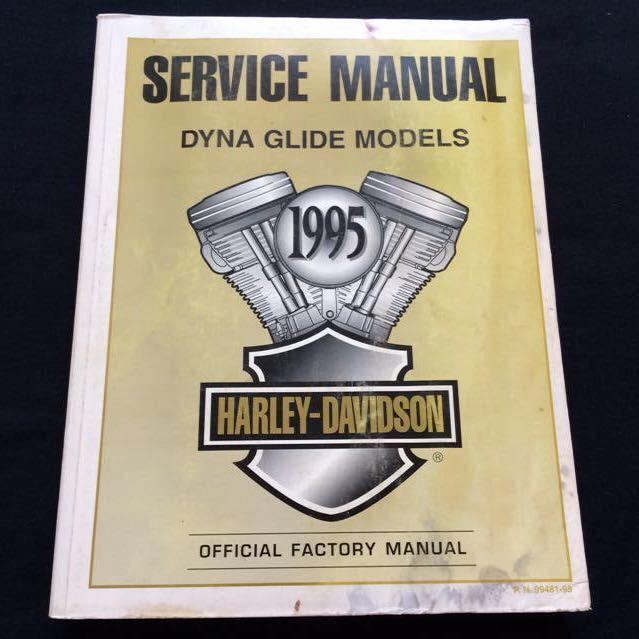 SERVICE MANUAL
DYNA GLIDE MODELS
1995
HARLEY-DAVIDSON
®
OFFICIAL FACTORY MANUAL